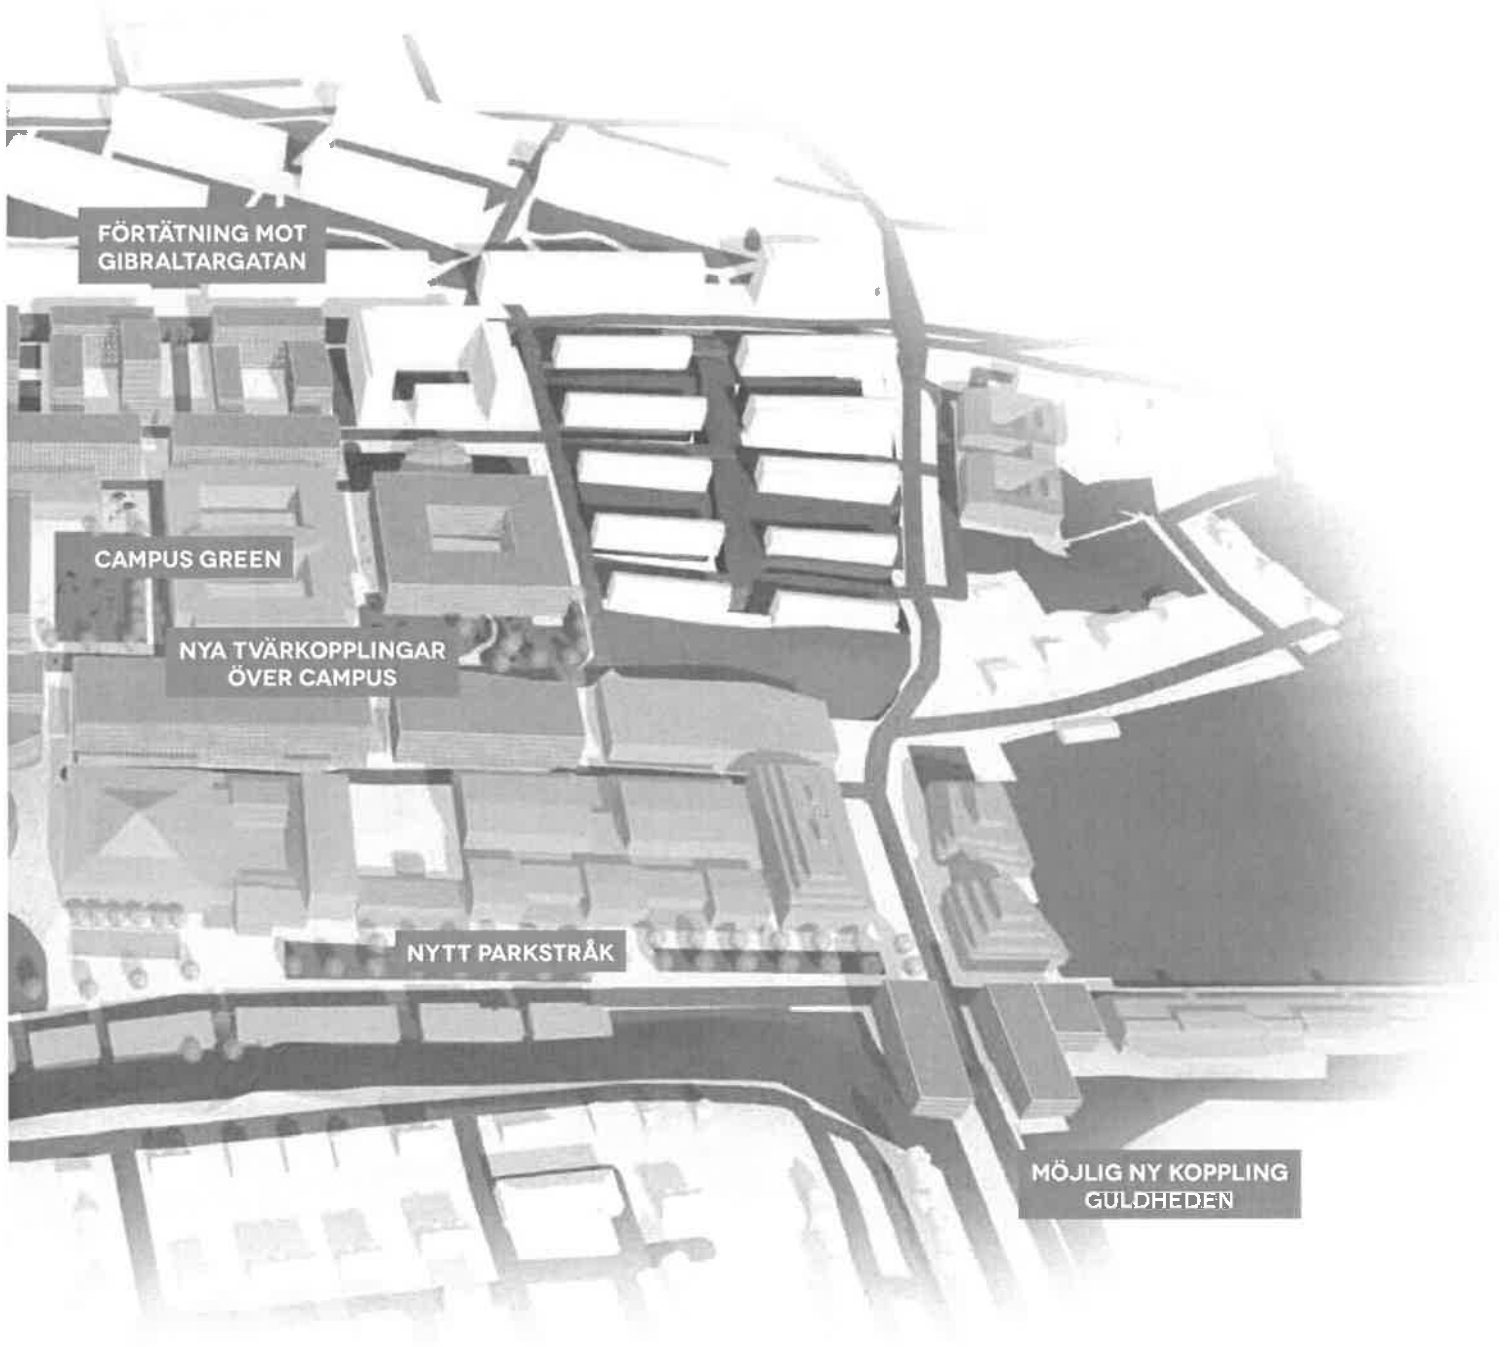 FÖRTÄTNING MOT
GIBRALTARGATAN
CAMPUS GREEN
NYA TVÄRKOPPLINGAR
ÖVER CAMPUS
NYTT PARKSTRÅK
MÖJLIG NY KOPPLING
GULDHEDEN